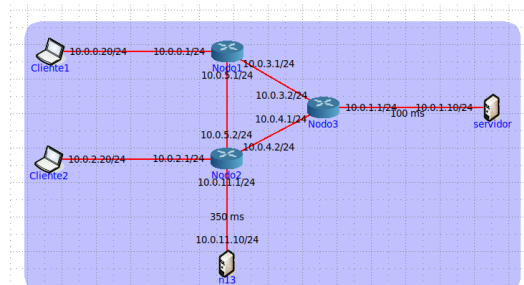 10.0.0.20/24
10.0.0.1/24
Cliente1
Nodo1
10.0.3.1/24
10.0.5.1/24
10.0.3.2/24
10.0.1.1/24
10.0.1.10/24
100 ms
10.0.4.1/24
Nodo3
servidor
10.0.5.2/24
10.0.4.2/24
10.0.2.20/24
10.0.2.1/24
Cliente2
Nodo2
10.0.11.1/24
350 ms
10.0.11.10/24
n13